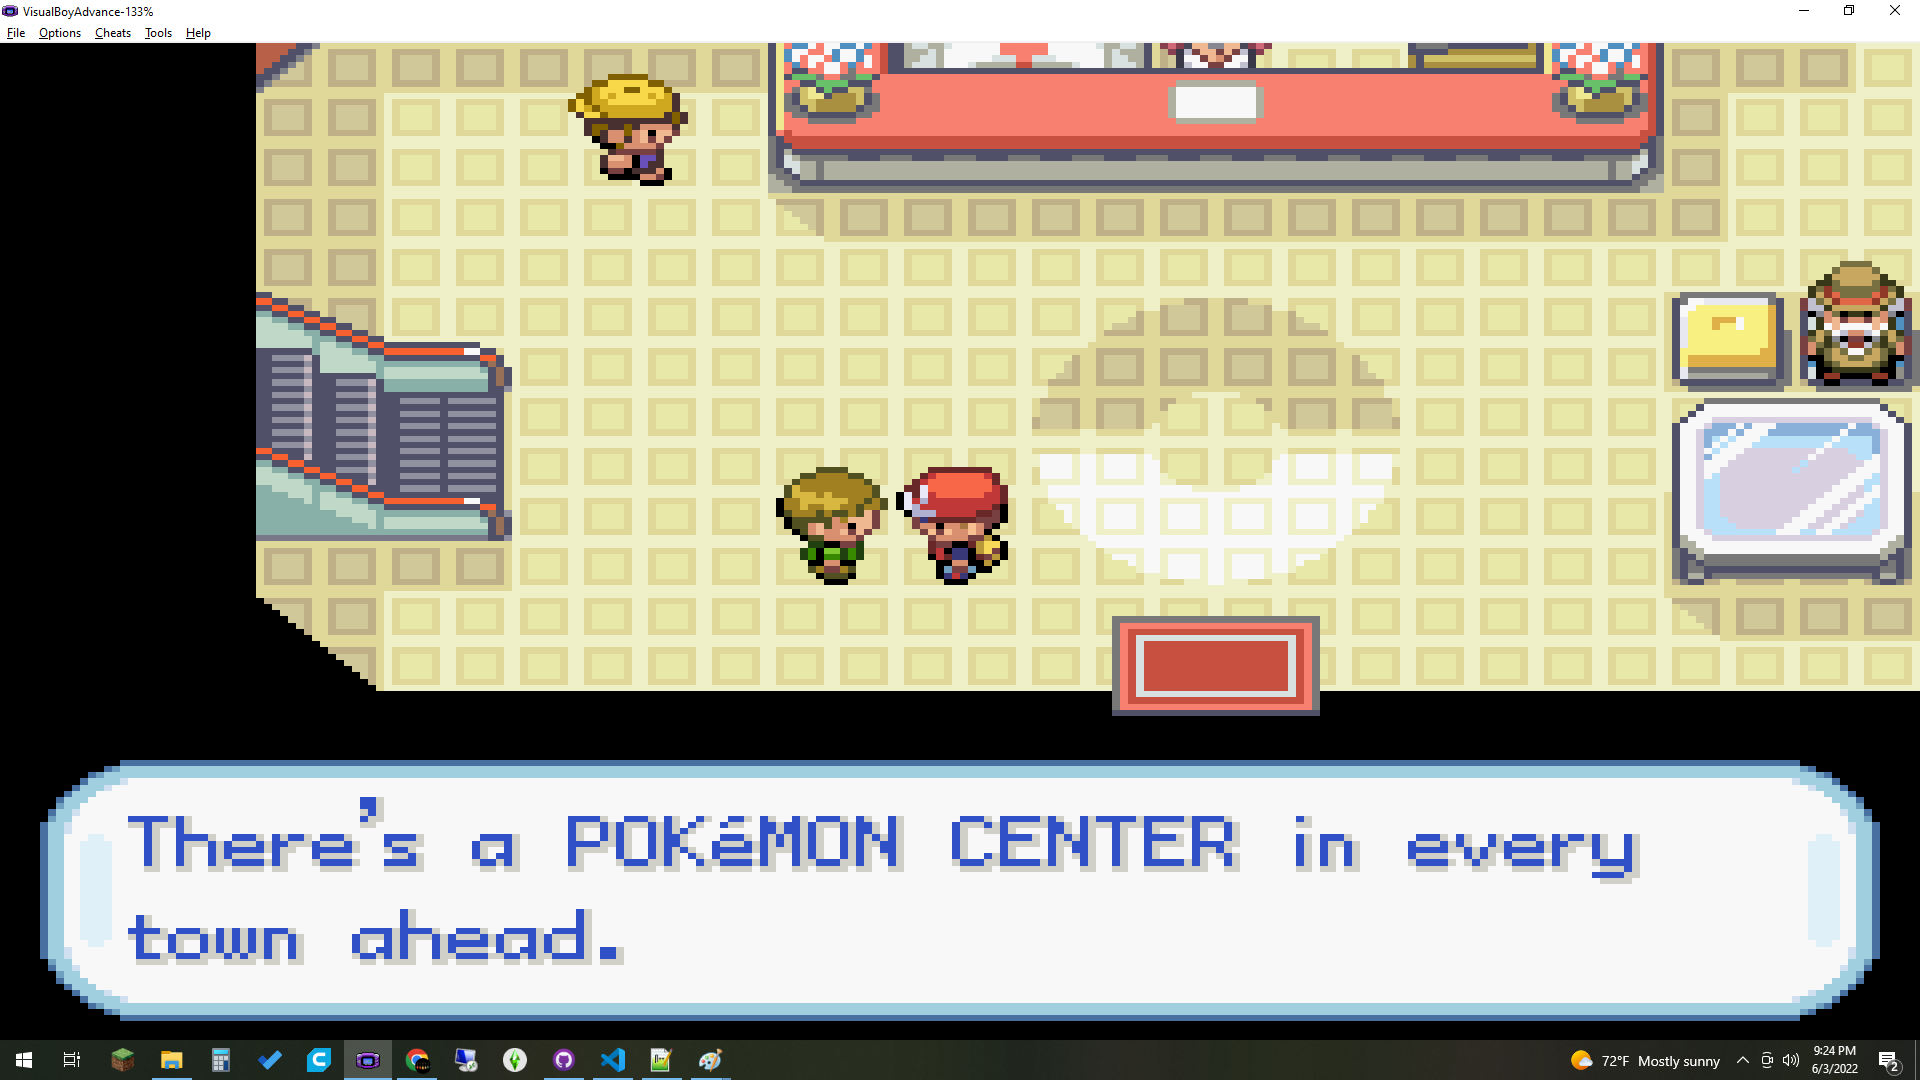 VisualBoyAdvance-133%
File Options Cheats Tools Help
There's a POKéMON CENTER in every
town ahead.
72°F Mostly sunny
9:24 PM
6/3/2022
2